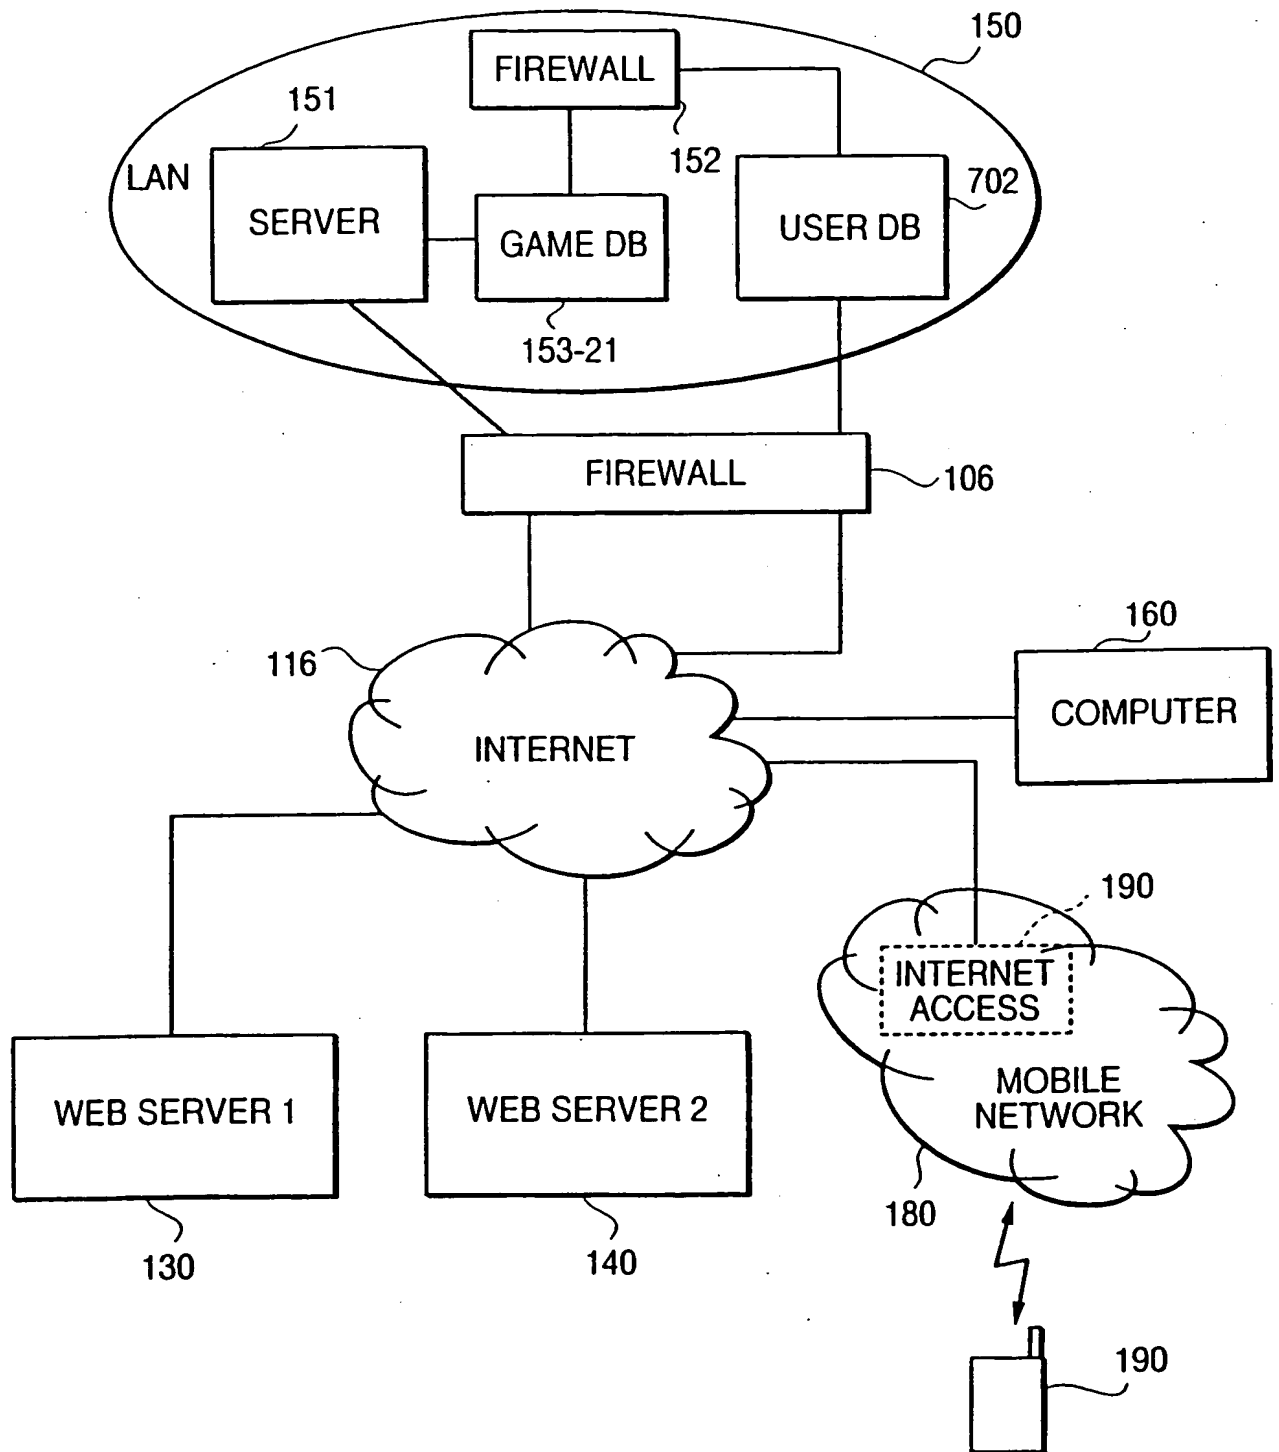 150
FIREWALL
151
152
LAN
SERVER
GAME DB
702
USER DB
153-21
FIREWALL
106
116
INTERNET
160
COMPUTER
190
INTERNET
ACCESS
MOBILE
NETWORK
WEB SERVER 1
WEB SERVER 2
180
130
140
190